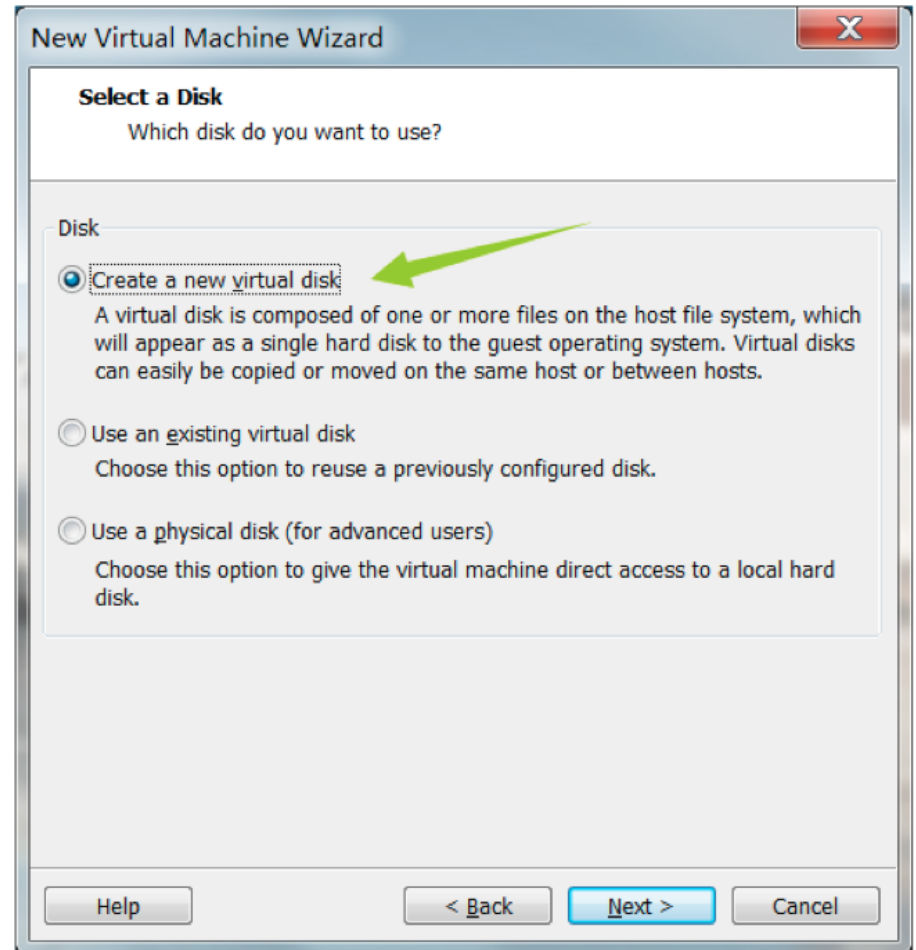 New Virtual Machine Wizard
X
Select a Disk
Which disk do you want to use?
Disk
Create a new virtual disk
A virtual disk is composed of one or more files on the host file system, which
will appear as a single hard disk to the guest operating system. Virtual disks
can easily be copied or moved on the same host or between hosts.
Use an existing virtual disk
Choose this option to reuse a previously configured disk.
Use a physical disk (for advanced users)
Choose this option to give the virtual machine direct access to a local hard
disk.
Help
< Back
Next >
Cancel